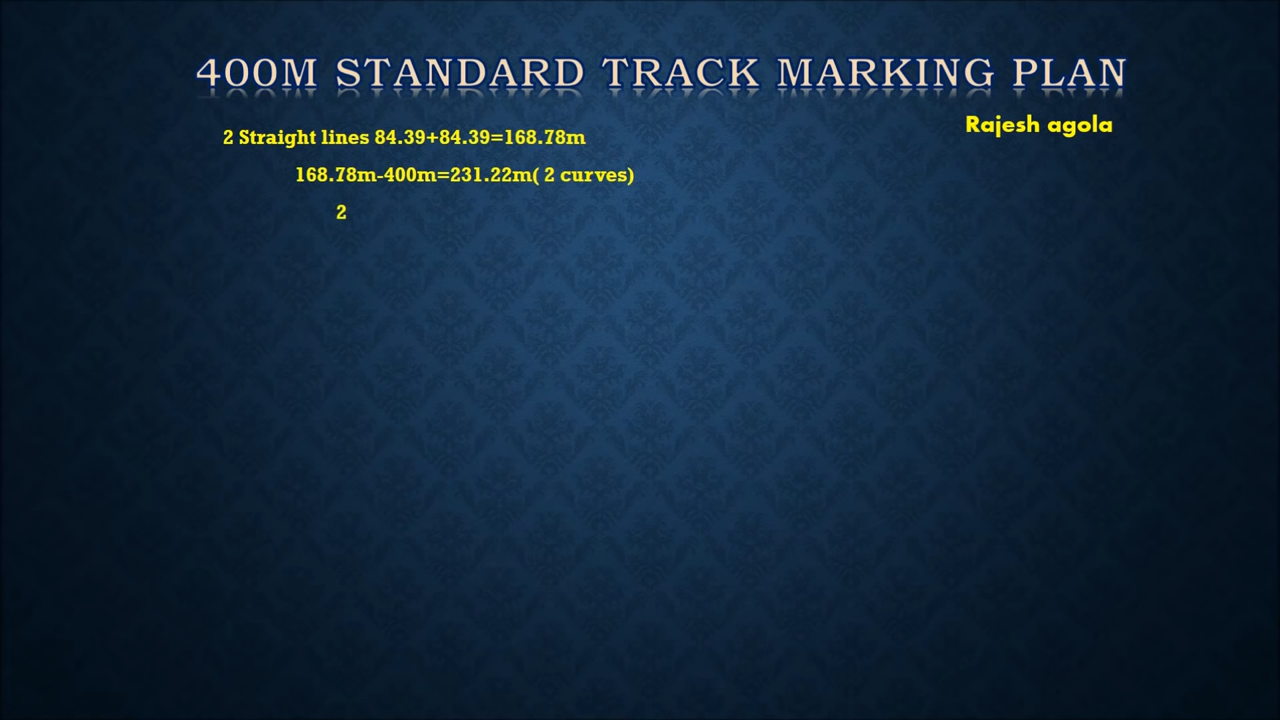 400M STANDARD TRACK MARKING PLAN
Rajesh agola
2 Straight lines 84.39+84.39=168.78m
168.78m-400m=231.22m( 2 curves)
2